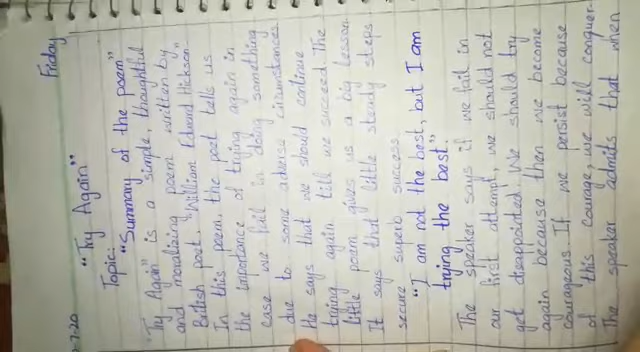 Friday
-7-20
"Try Again"
Topic: "Summary of the poem"
"Try Again" is a simple, thoughtful
and moralizing poem written by
British poet, "William Edward Hickson."
In this poem, the poet tells us
the importance of trying again in
case we fail in doing something
due to some adverse circumstances
He says that we should continue
trying again till we succeed. The
little poem gives us a big lesson.
It says that little steady steps
secure superb success.
"I am not the best, but I am
trying the best."
The speaker says if we fail in
our first attempt, we should not
get disappointed. We should try
again because then we become
courageous. If we persist because
of this courage, we will conquer.
The speaker admits that when